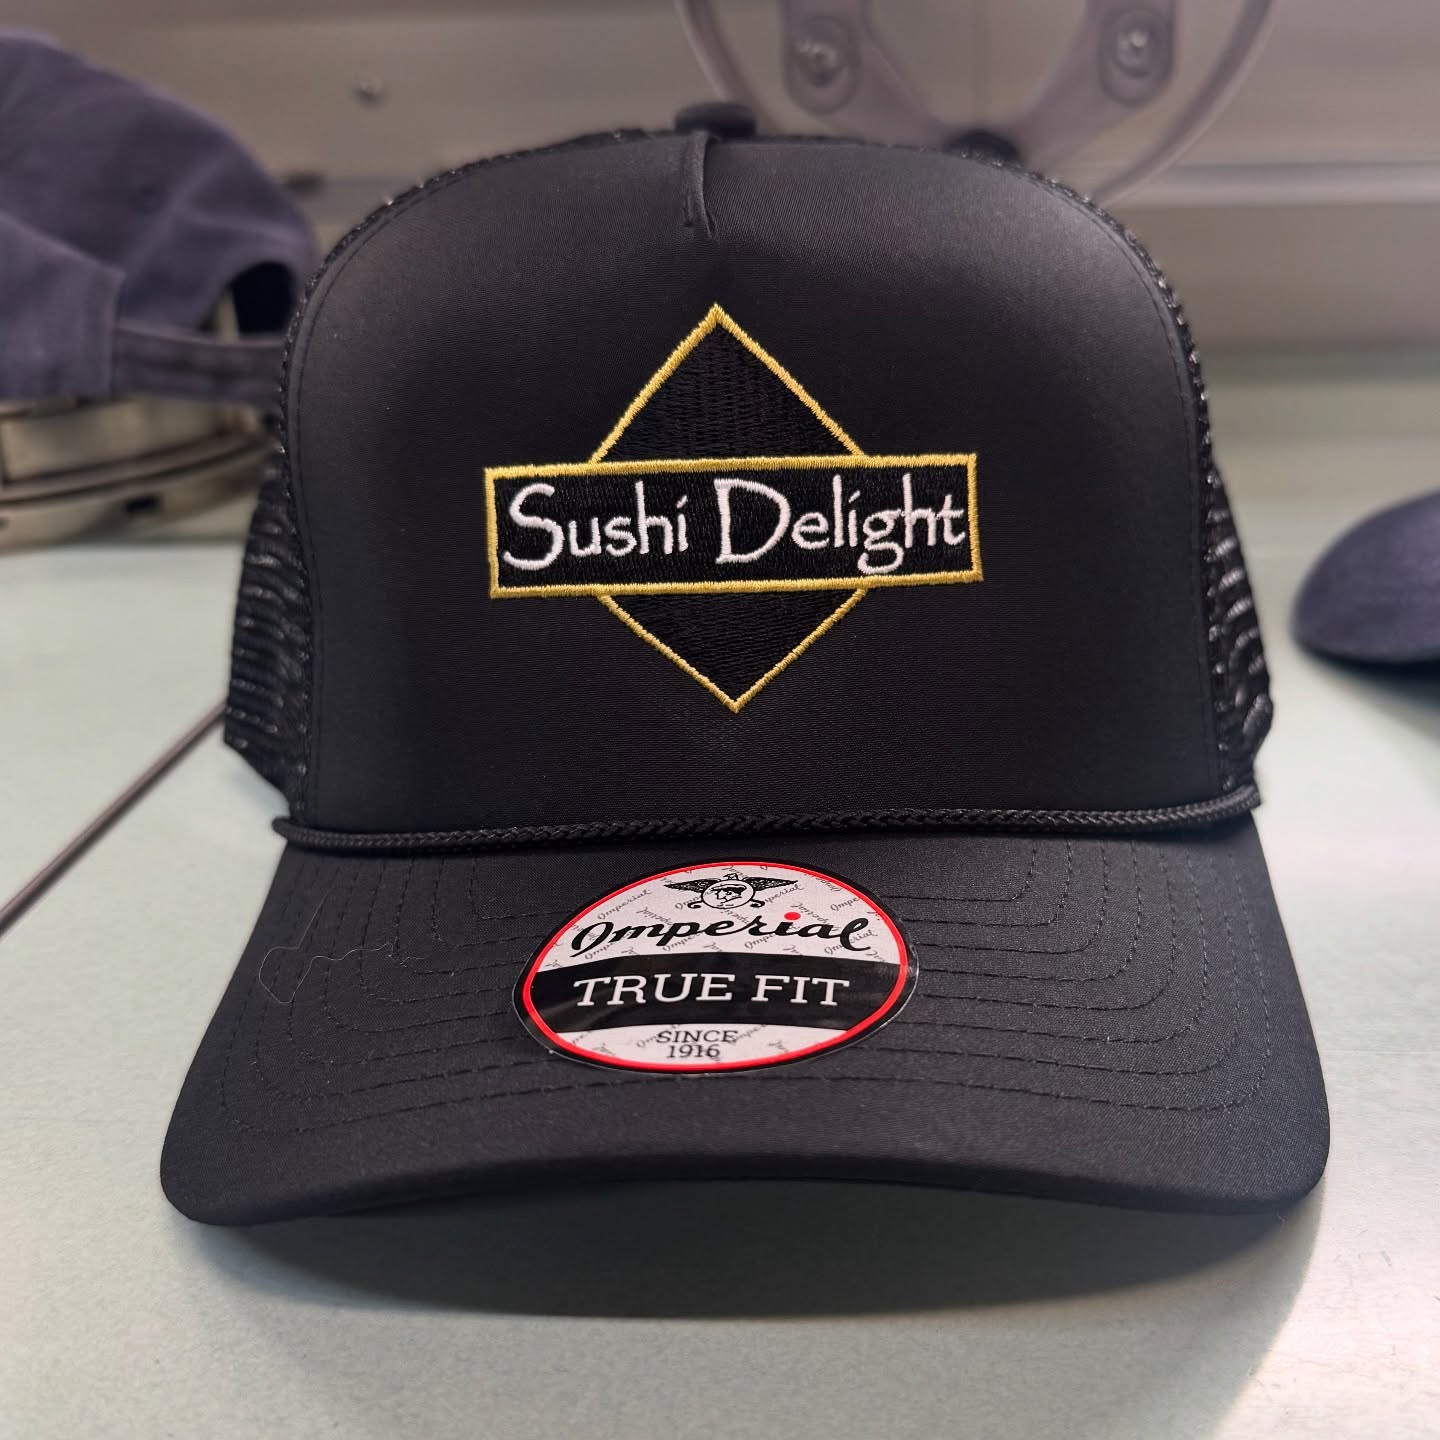 Sushi Delight
Imperial
TRUE FIT
SINCE
1916